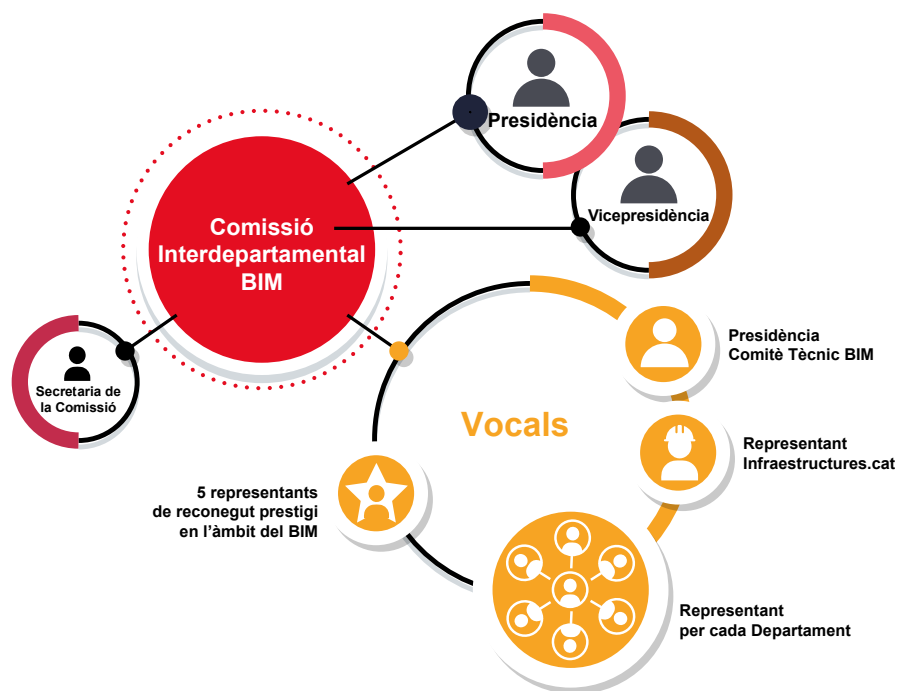 Presidència
Vicepresidència
Comissió
Interdepartamental
BIM
Secretaria de
la Comissió
Presidència
Comitè Tècnic BIM
Vocals
Representant
Infraestructures.cat
5 representants
de reconegut prestigi
en l'àmbit del BIM
Representant
per cada Departament